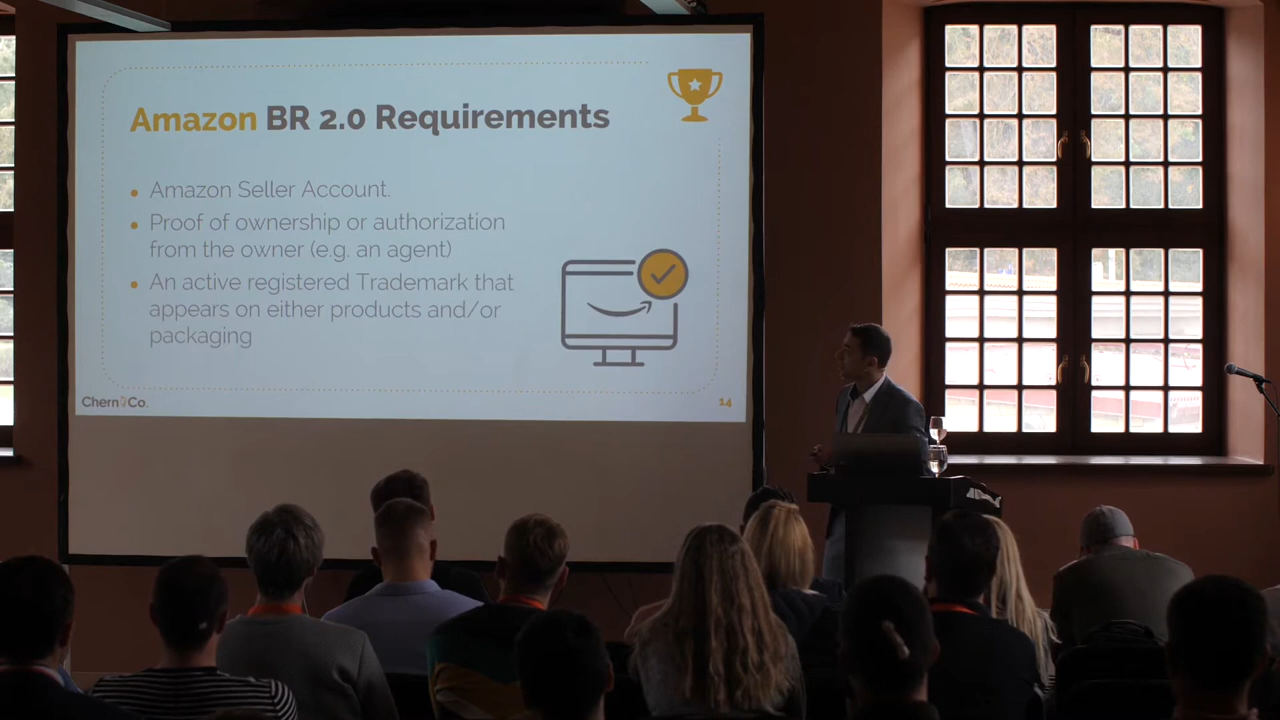 Amazon BR 2.0 Requirements
Amazon Seller Account.
Proof of ownership or authorization
from the owner (e.g. an agent)
An active registered Trademark that
appears on either products and/or
packaging
Chern Co.
14